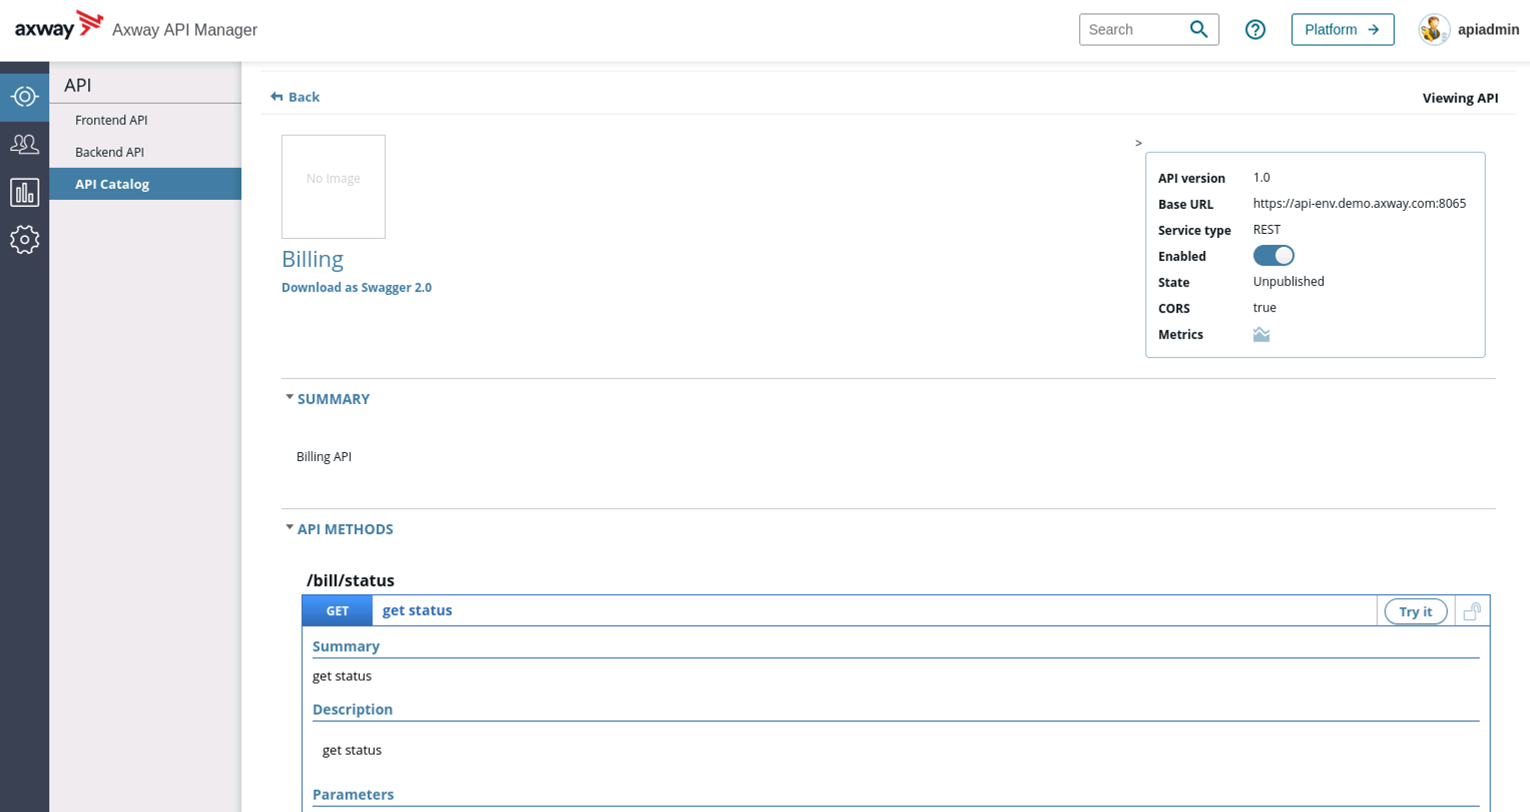 axway Axway API Manager Search Platform apiadmin
API
Frontend API
Backend API
API Catalog
Back Viewing API
No Image
Billing
Download as Swagger 2.0
>
API version 1.0
Base URL https://api-env.demo.axway.com:8065
Service type REST
Enabled
State Unpublished
CORS true
Metrics
SUMMARY
Billing API
API METHODS
/bill/status
GET get status Try it
Summary
get status
Description
get status
Parameters